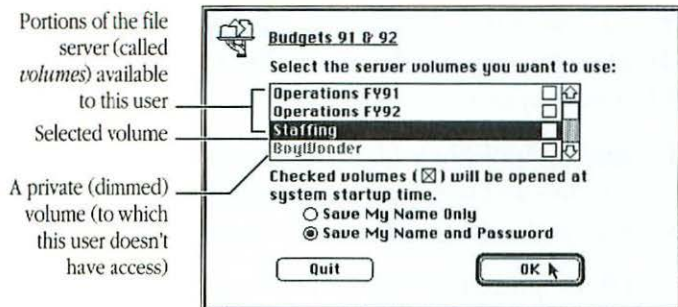 Portions of the file
server (called
volumes) available
to this user
Selected volume
A private (dimmed)
volume (to which
this user doesn't
have access)
Budgets 91 & 92
Select the server volumes you want to use:
Operations FY91
Operations FY92
Staffing
BoyWonder
Checked volumes (☒) will be opened at
system startup time.
Save My Name Only
Save My Name and Password
Quit
OK